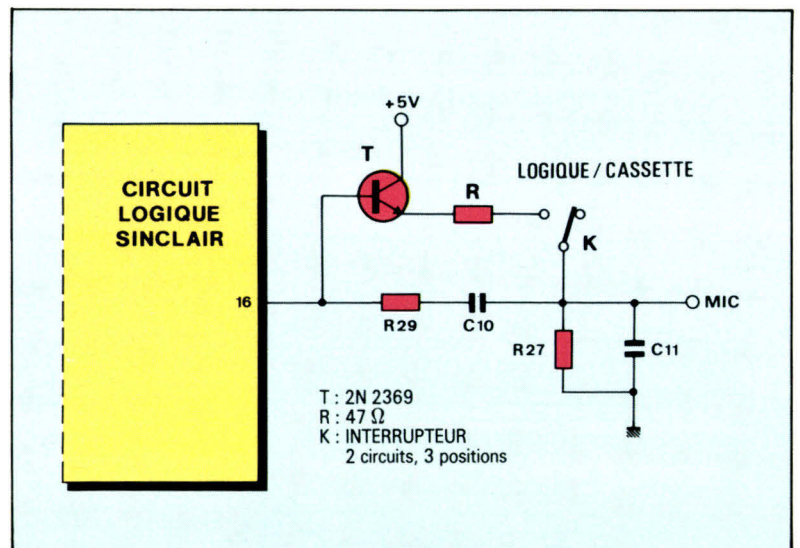 +5V
T
LOGIQUE / CASSETTE
R
CIRCUIT
LOGIQUE
SINCLAIR
K
16
MIC
R29
C10
R27
C11
T : 2N 2369
R : 47 Ω
K : INTERRUPTEUR
2 circuits, 3 positions